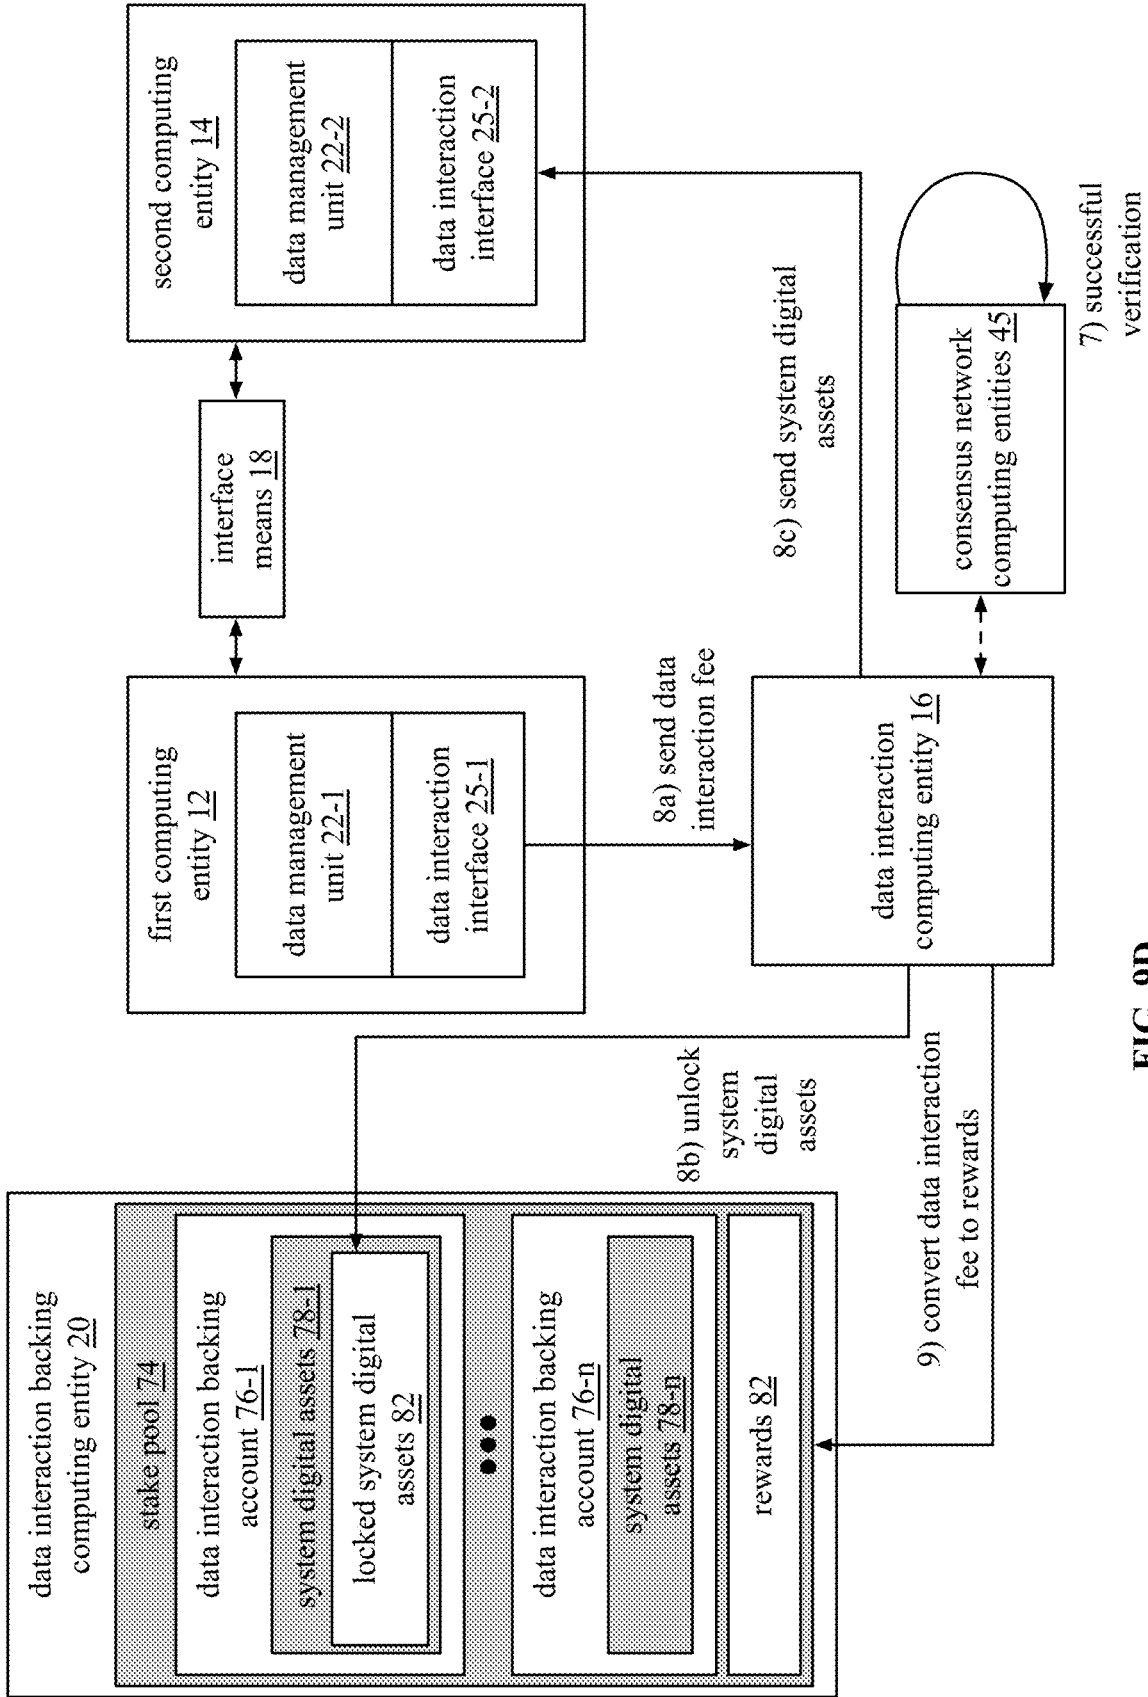 data interaction backing
computing entity 20
stake pool 74
data interaction backing
account 76-1
system digital assets 78-1
locked system digital
assets 82
data interaction backing
account 76-n
system digital
assets 78-n
rewards 82
first computing
entity 12
data management
unit 22-1
data interaction
interface 25-1
interface
means 18
second computing
entity 14
data management
unit 22-2
data interaction
interface 25-2
8a) send data
interaction fee
8b) unlock
system
digital
assets
8c) send system digital
assets
data interaction
computing entity 16
consensus network
computing entities 45
7) successful
verification
9) convert data interaction
fee to rewards
FIG. 9D